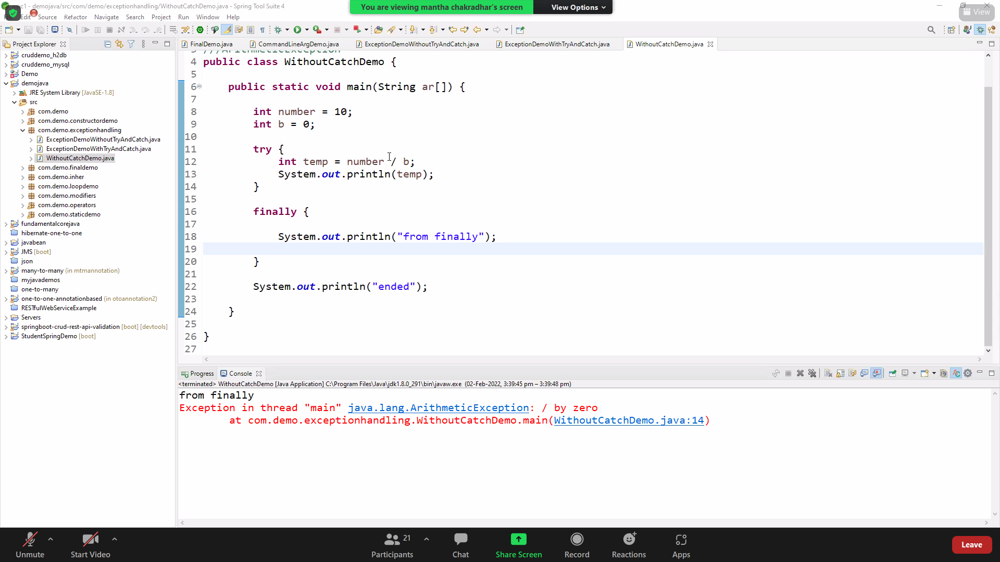 wc1 - demojava/src/com/demo/exceptionhandling/WithoutCatchDemo.java - Spring Tool Suite 4
You are viewing mantha chakradhar's screen
View Options
View
Edit Source Refactor Navigate Search Project Run Window Help
Project Explorer
cruddemo_h2db
cruddemo_mysql
Demo
demojava
JRE System Library [JavaSE-1.8]
src
com.demo
com.demo.constructordemo
com.demo.exceptionhandling
ExceptionDemoWithoutTryAndCatch.java
ExceptionDemoWithTryAndCatch.java
WithoutCatchDemo.java
com.demo.finaldemo
com.demo.inher
com.demo.loopdemo
com.demo.modifiers
com.demo.operators
com.demo.staticdemo
fundamentalcorejava
hibernate-one-to-one
javabean
JMS [boot]
json
many-to-many (in mtmannotation)
myjavademos
one-to-many
one-to-one-annotationbased (in otoannotation2)
RESTfulWebServiceExample
Servers
springboot-crud-rest-api-validation [boot] [devtools]
StudentSpringDemo [boot]
FinalDemo.java
CommandLineArgDemo.java
ExceptionDemoWithoutTryAndCatch.java
ExceptionDemoWithTryAndCatch.java
WithoutCatchDemo.java
3 ///ArithmeticException
4 public class WithoutCatchDemo {
5
6 public static void main(String ar[]) {
7
8 int number = 10;
9 int b = 0;
10
11 try {
12 int temp = number / b;
13 System.out.println(temp);
14 }
15
16 finally {
17
18 System.out.println("from finally");
19
20 }
21
22 System.out.println("ended");
23
24 }
25
26 }
27
Progress
Console
<terminated> WithoutCatchDemo [Java Application] C:\Program Files\Java\jdk1.8.0_291\bin\javaw.exe (02-Feb-2022, 3:39:45 pm – 3:39:48 pm)
from finally
Exception in thread "main" java.lang.ArithmeticException: / by zero
at com.demo.exceptionhandling.WithoutCatchDemo.main(WithoutCatchDemo.java:14)
Unmute
Start Video
21
Participants
Chat
Share Screen
Record
Reactions
Apps
Leave